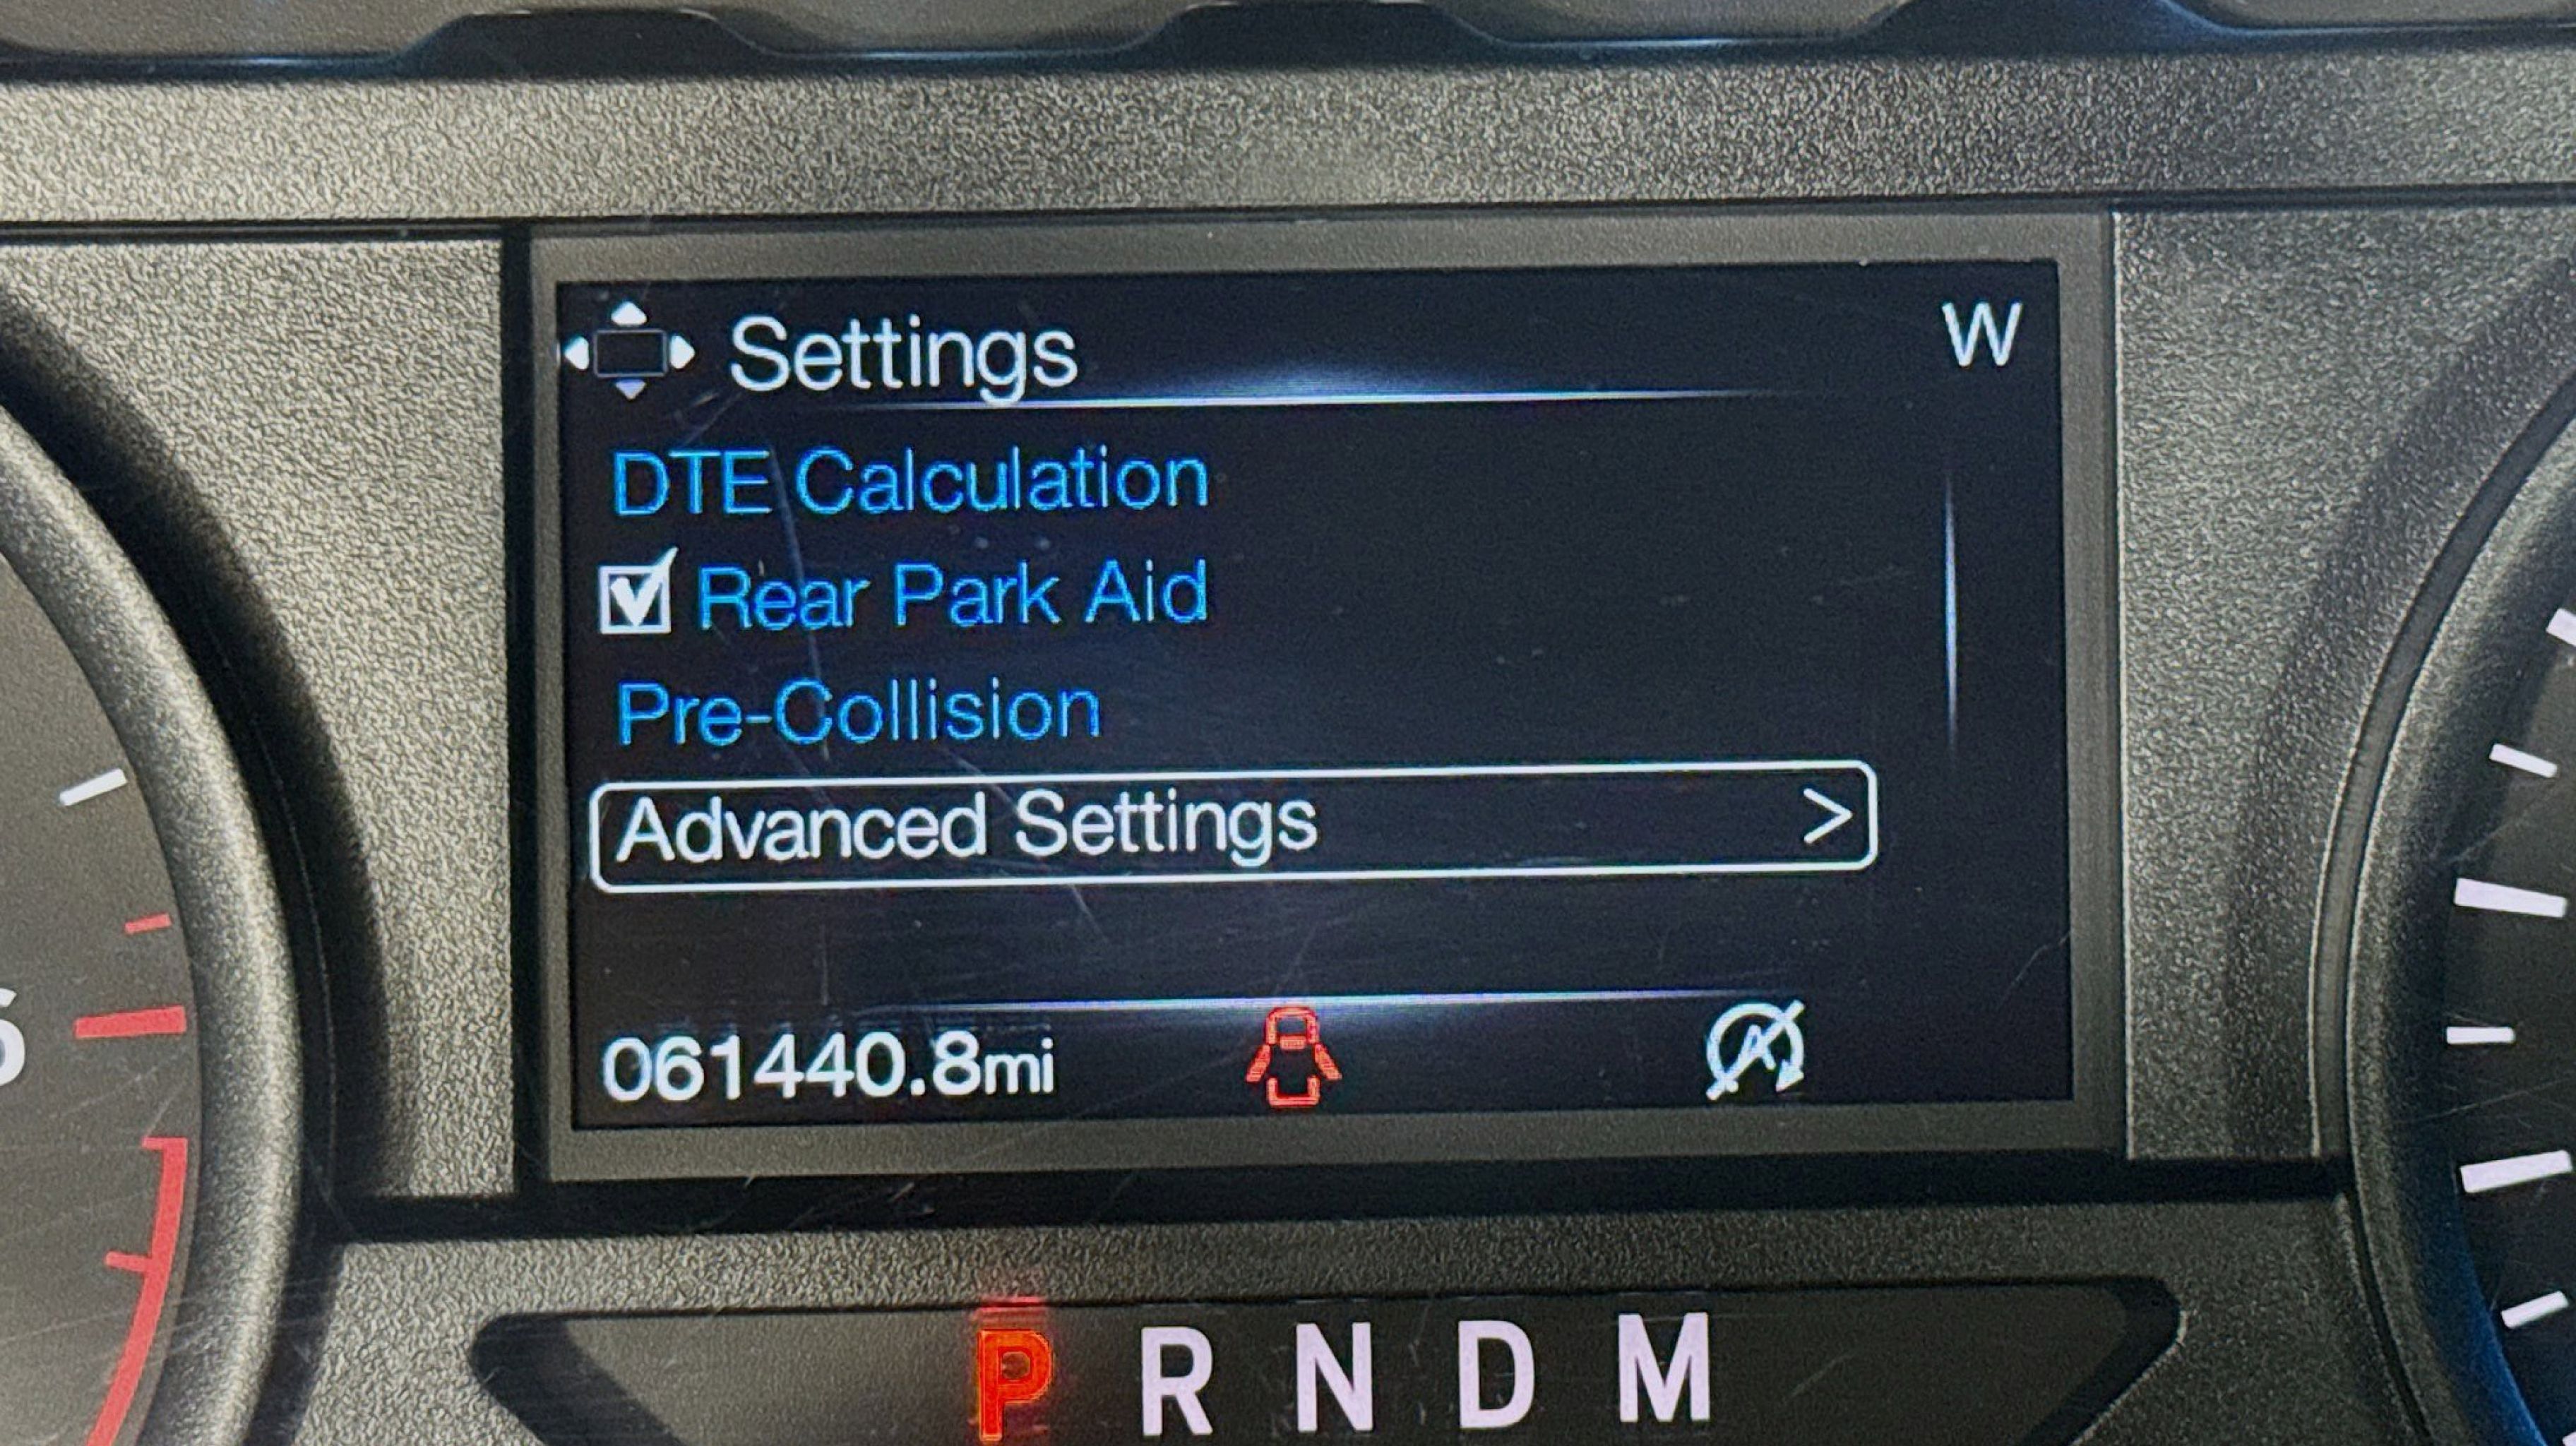 Settings W
DTE Calculation
Rear Park Aid
Pre-Collision
Advanced Settings >
061440.8mi
P R N D M